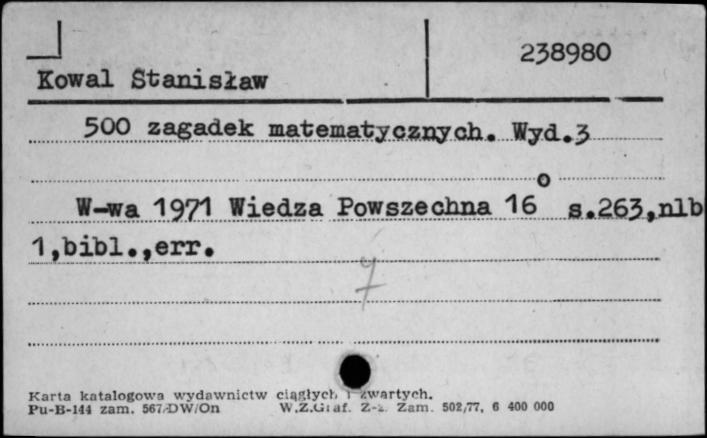 238980
Kowal Stanisław
500 zagadek matematycznych. Wyd.3
W-wa 1971 Wiedza Powszechna 16° s.263,nlb
1,bibl.,err.
7
Karta katalogowa wydawnictw ciągłych i zwartych.
Pu-B-144 zam. 567/DW/On W.Z.Graf. Z-2. Zam. 502/77, 6 400 000